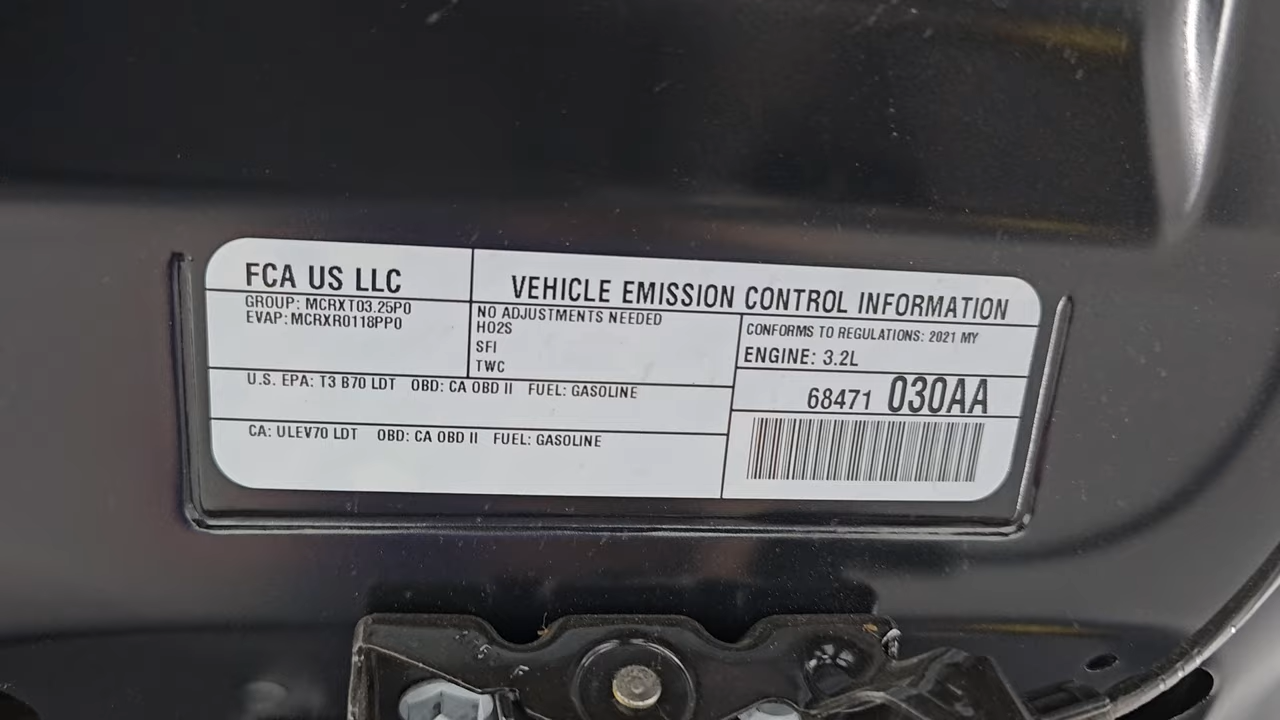 FCA US LLC
VEHICLE EMISSION CONTROL INFORMATION
GROUP: MCRXT03.25P0
EVAP: MCRXR0118PP0
NO ADJUSTMENTS NEEDED
HO2S
SFI
TWC
CONFORMS TO REGULATIONS: 2021 MY
ENGINE: 3.2L
U.S. EPA: T3 B70 LDT OBD: CA OBD II FUEL: GASOLINE
68471 030AA
CA: ULEV70 LDT OBD: CA OBD II FUEL: GASOLINE